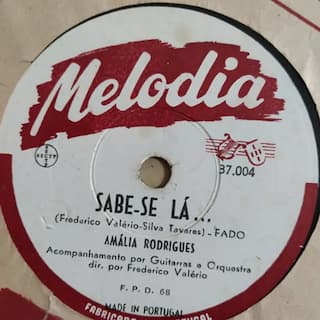 Melodia
37.004
SABE-SE LÁ...
(Frederico Valério-Silva Tavares)-FADO
AMÁLIA RODRIGUES
Acompanhamento por Guitarras e Orquestra
dir. por Frederico Valério
F. P. D. 68
MADE IN PORTUGAL